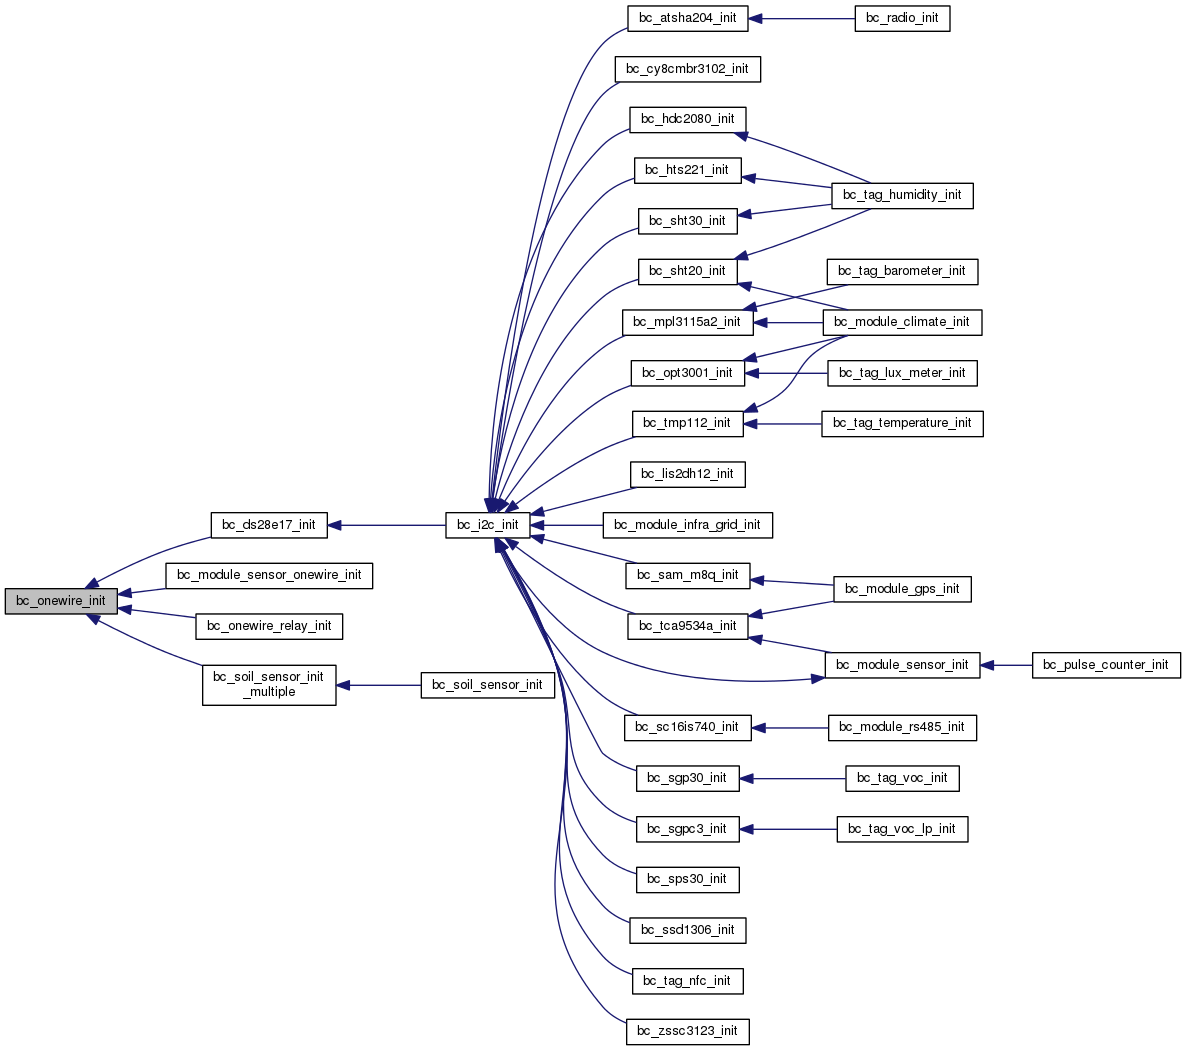 bc_atsha204_init
bc_radio_init
bc_cy8cmbr3102_init
bc_hdc2080_init
bc_hts221_init
bc_tag_humidity_init
bc_sht30_init
bc_sht20_init
bc_tag_barometer_init
bc_mpl3115a2_init
bc_module_climate_init
bc_opt3001_init
bc_tag_lux_meter_init
bc_tmp112_init
bc_tag_temperature_init
bc_lis2dh12_init
bc_ds28e17_init
bc_i2c_init
bc_module_infra_grid_init
bc_module_sensor_onewire_init
bc_sam_m8q_init
bc_module_gps_init
bc_onewire_init
bc_onewire_relay_init
bc_tca9534a_init
bc_module_sensor_init
bc_pulse_counter_init
bc_soil_sensor_init
_multiple
bc_soil_sensor_init
bc_sc16is740_init
bc_module_rs485_init
bc_sgp30_init
bc_tag_voc_init
bc_sgpc3_init
bc_tag_voc_lp_init
bc_sps30_init
bc_ssd1306_init
bc_tag_nfc_init
bc_zssc3123_init